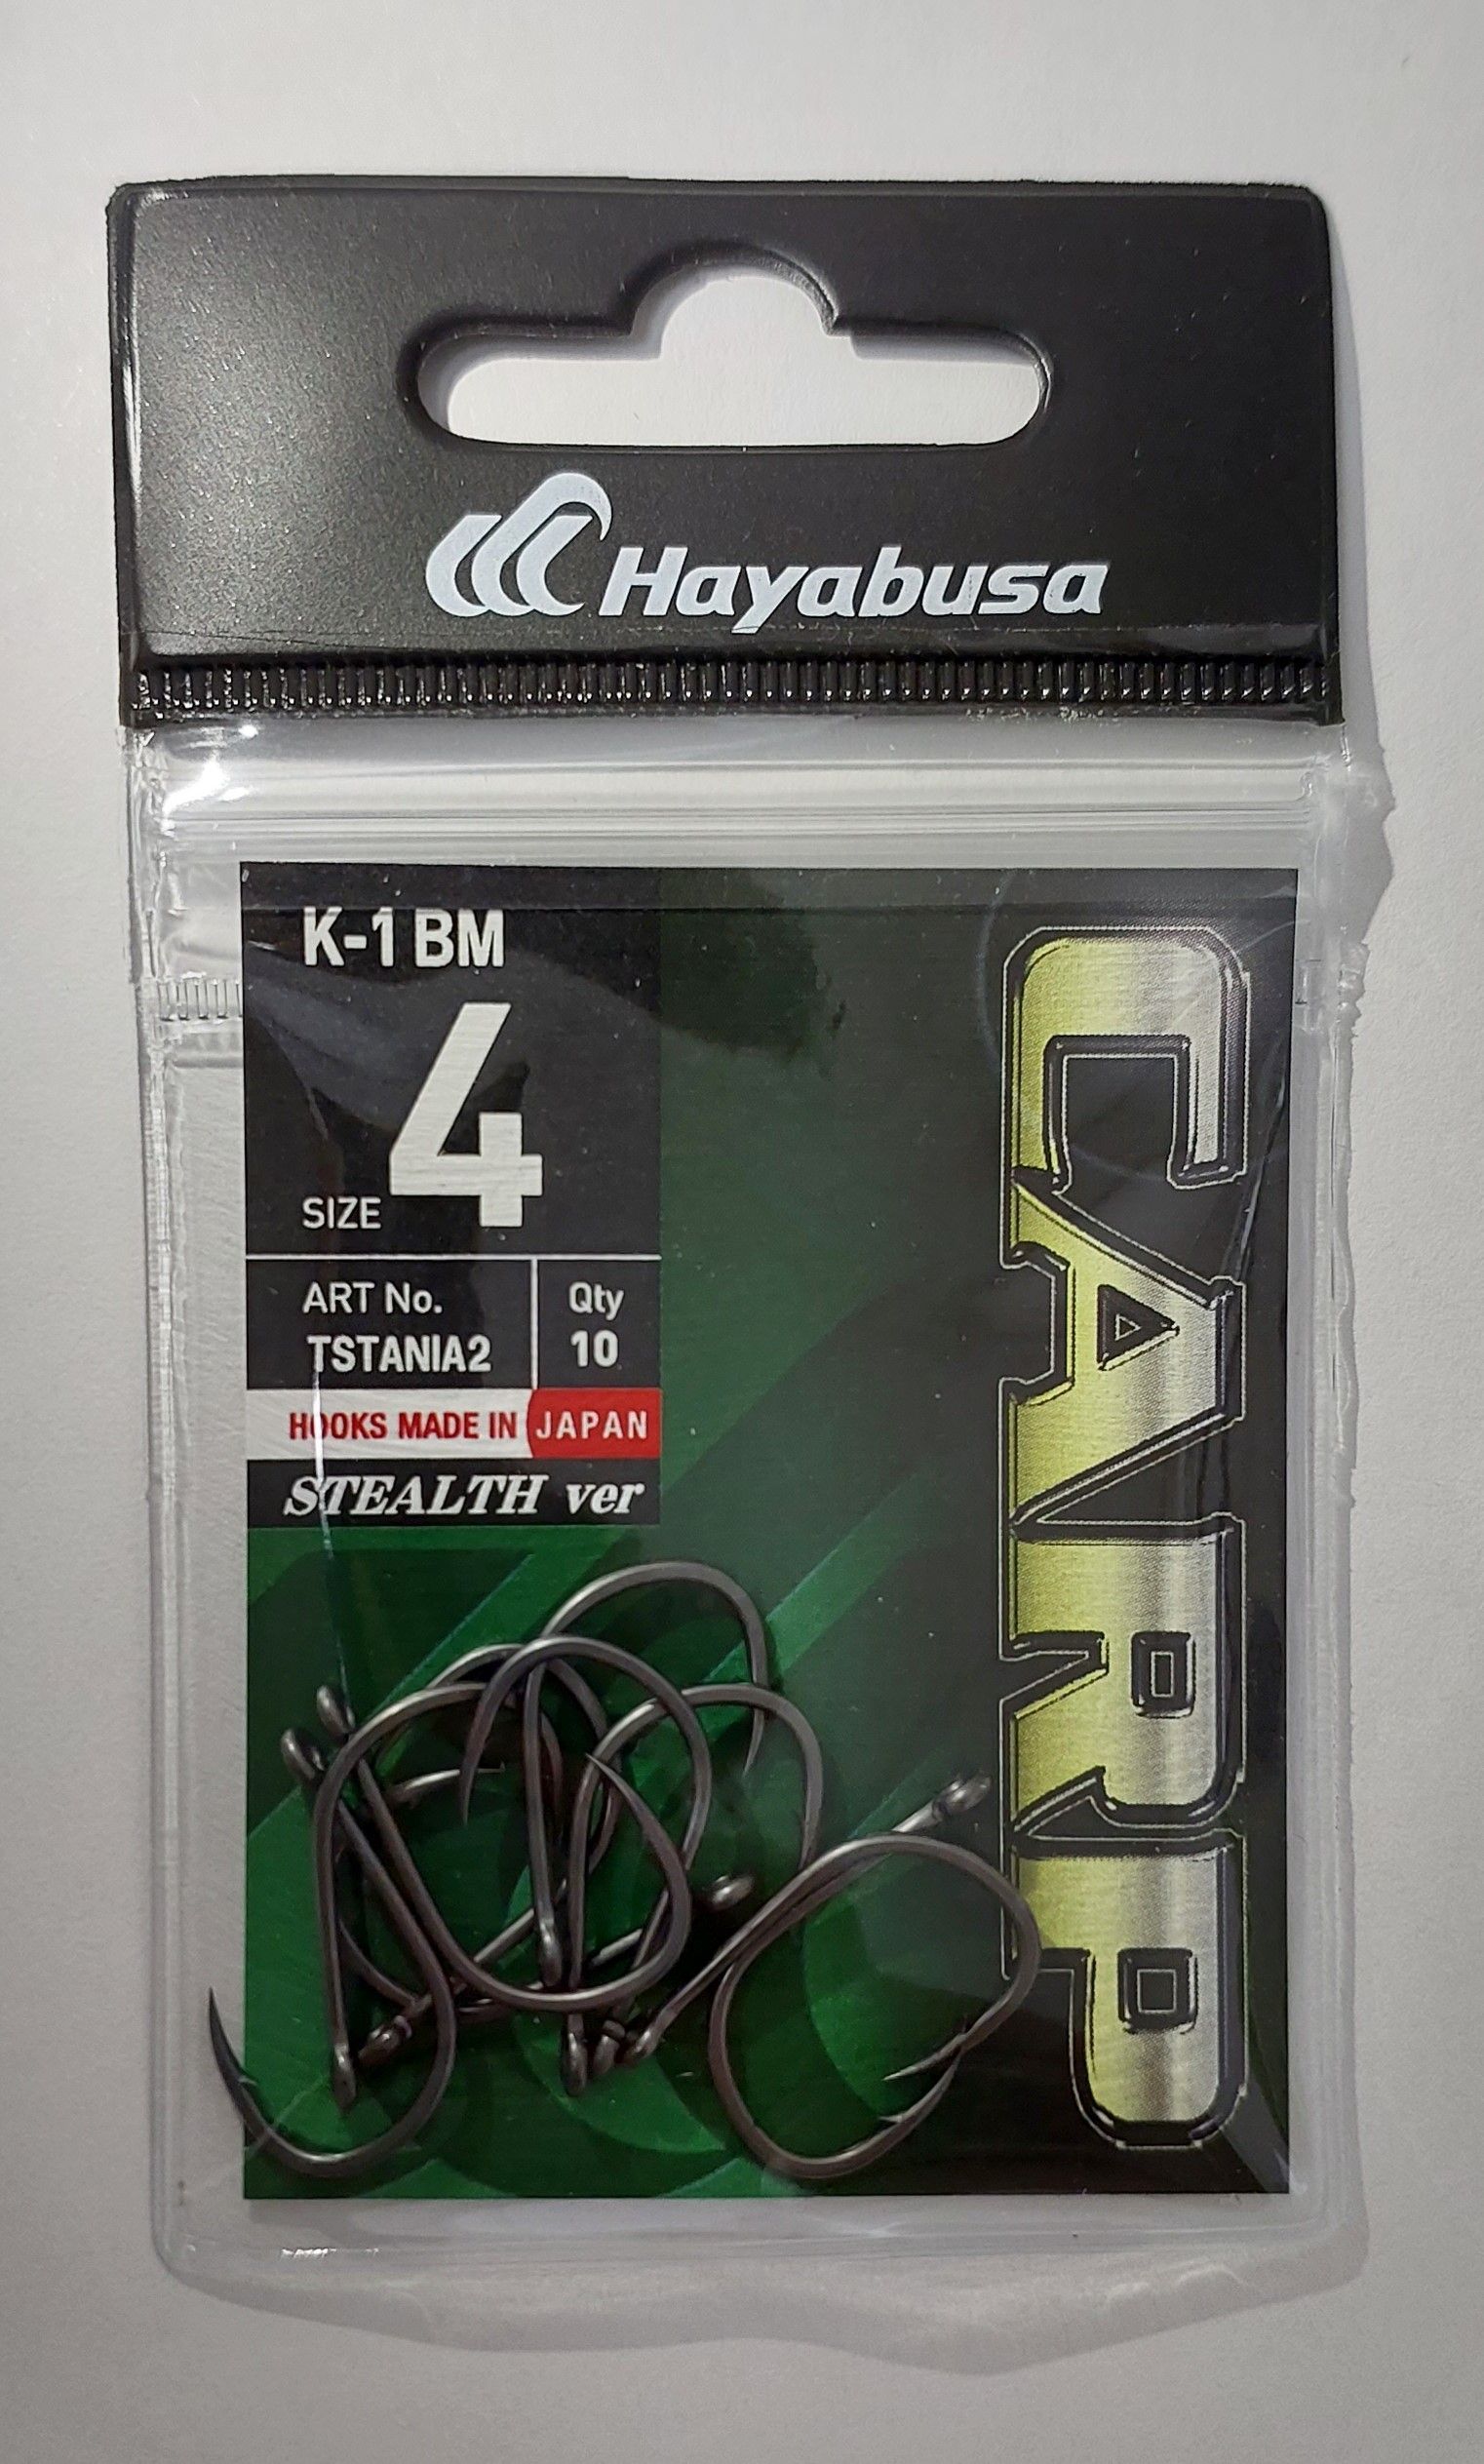 Hayabusa
K-1 BM
SIZE 4
ART No.
TSTANIA2
Qty
10
HOOKS MADE IN JAPAN
STEALTH ver
CARP